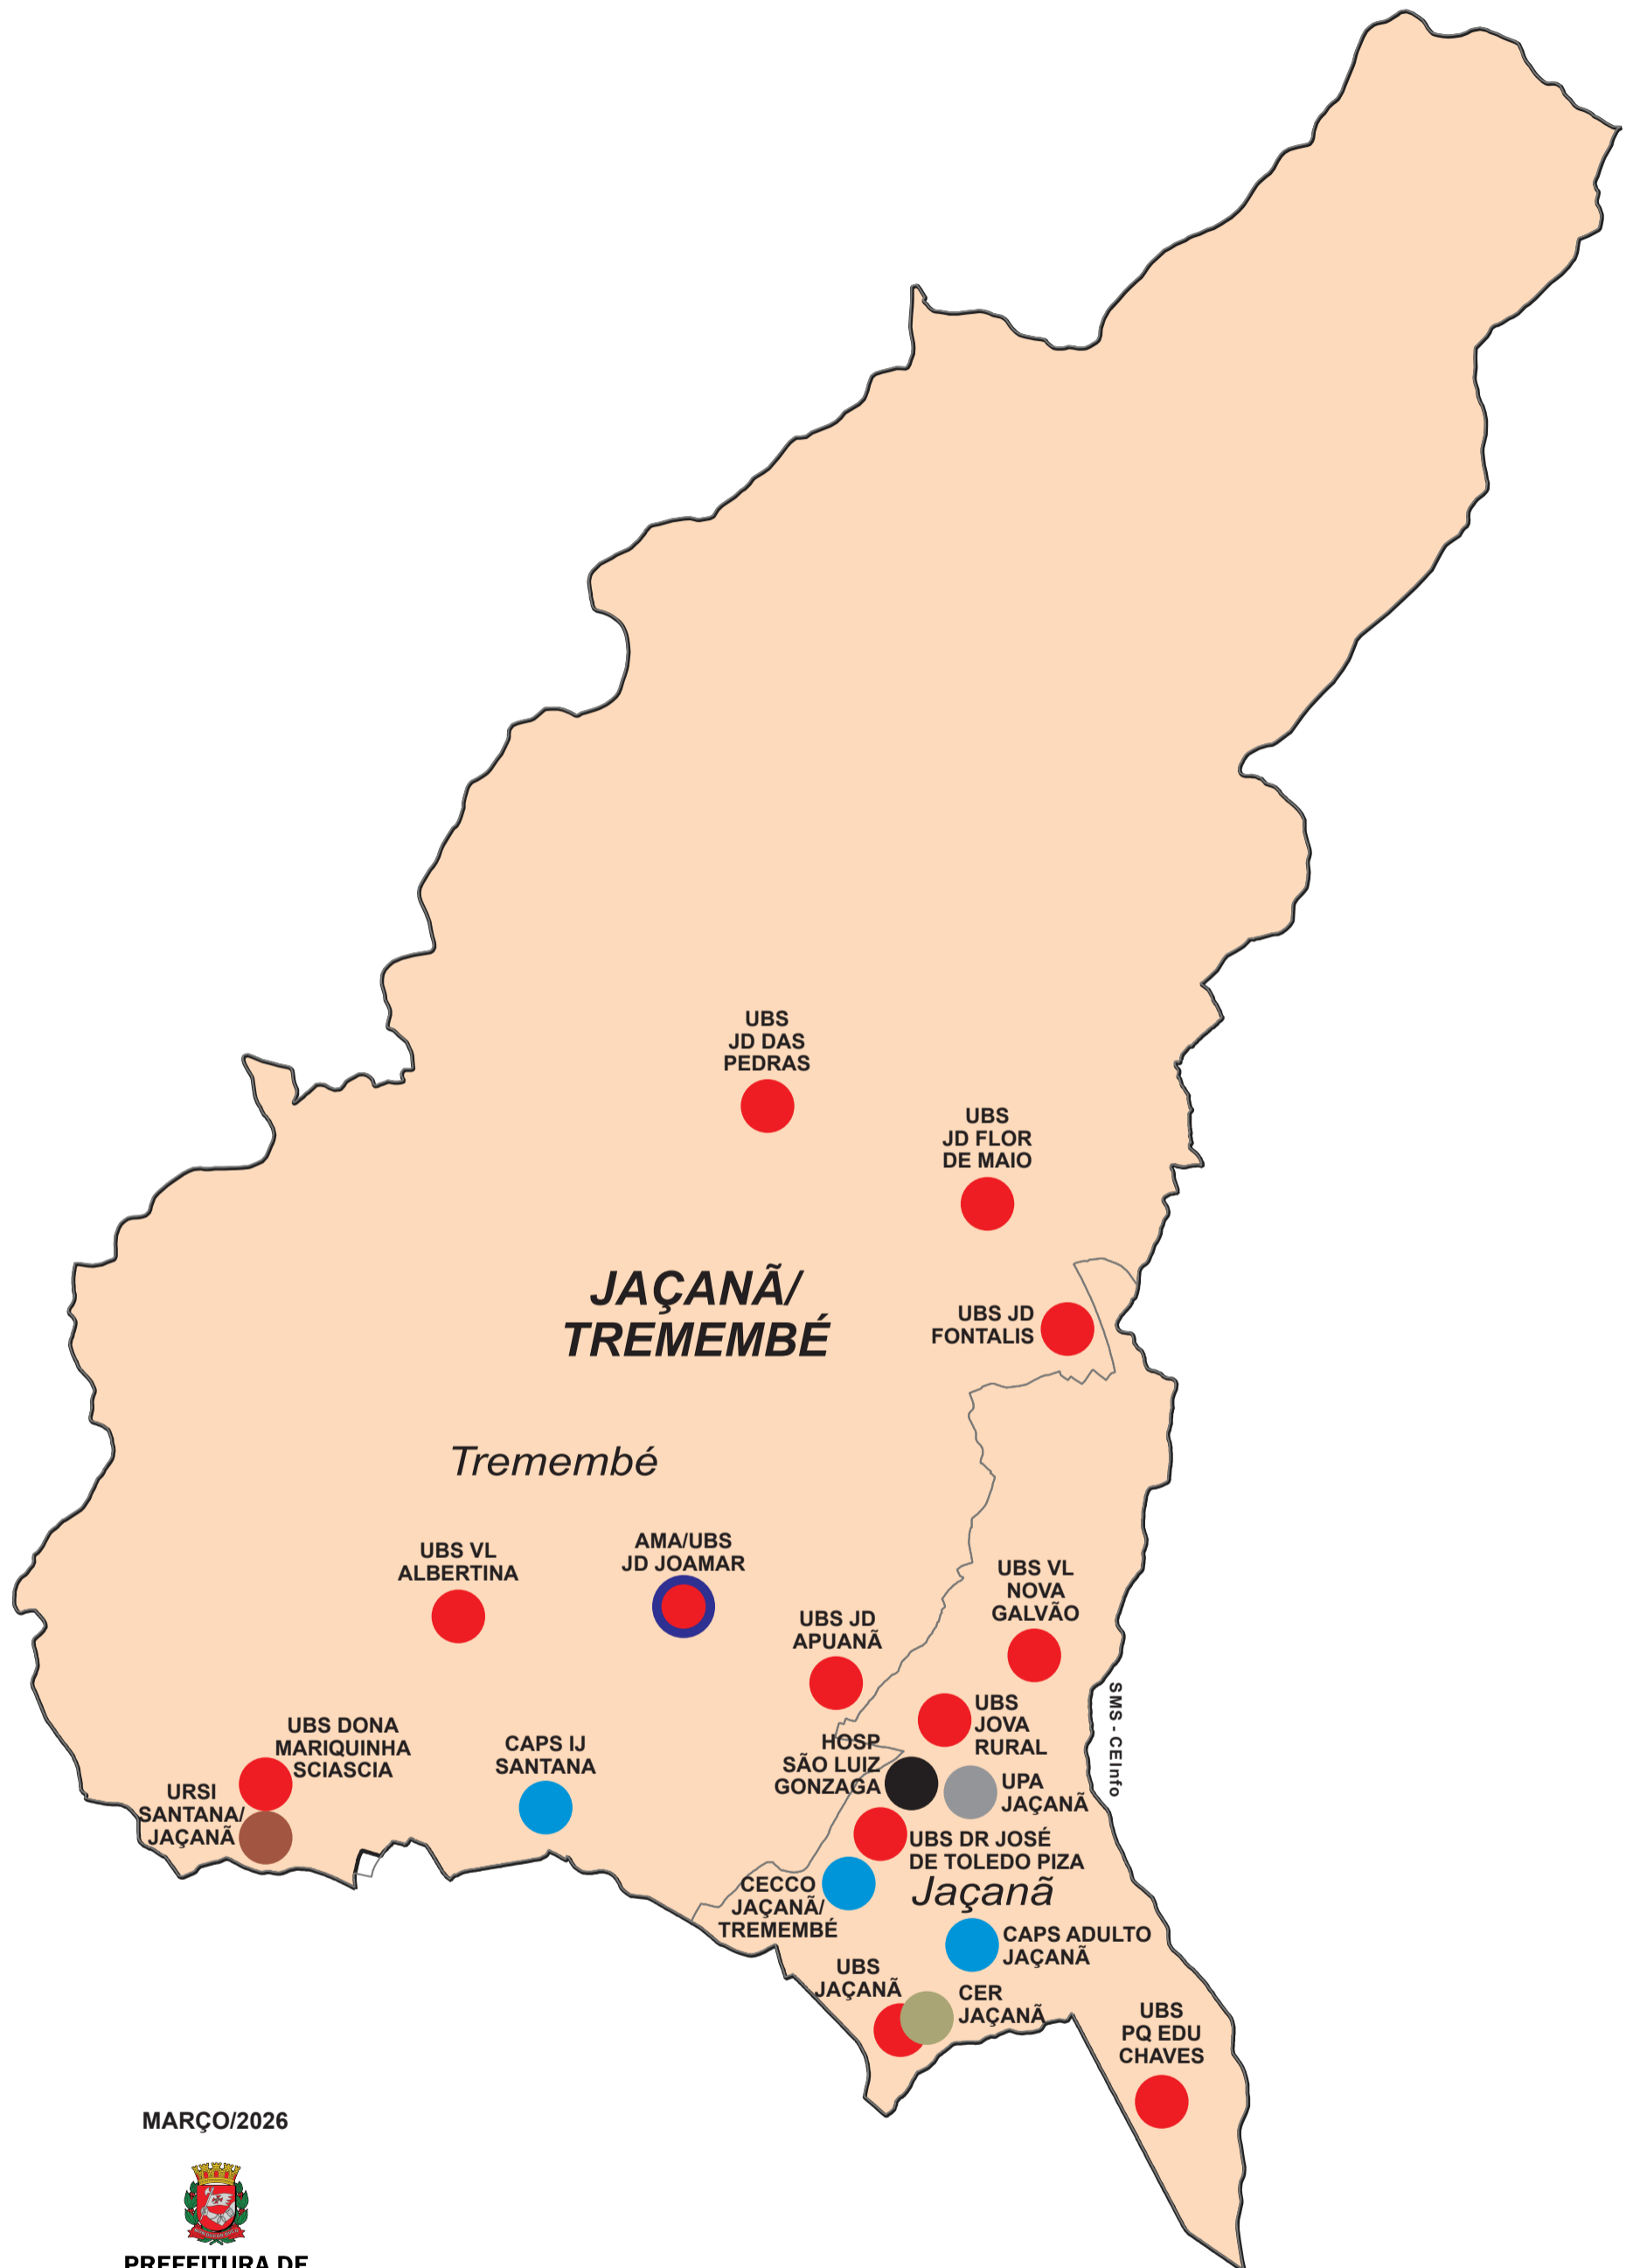 UBS
JD DAS
PEDRAS
UBS
JD FLOR
DE MAIO
JAÇANÃ/
TREMEMBÉ
UBS JD
FONTALIS
Tremembé
UBS VL
ALBERTINA
AMA/UBS
JD JOAMAR
UBS VL
NOVA
GALVÃO
UBS JD
APUANÃ
SMS - CEInfo
UBS
JOVA
RURAL
UBS DONA
MARIQUINHA
SCIASCIA
CAPS IJ
SANTANA
HOSP
SÃO LUIZ
GONZAGA
UPA
JAÇANÃ
URSI
SANTANA/
JAÇANÃ
UBS DR JOSÉ
DE TOLEDO PIZA
Jaçanã
CECCO
JAÇANÃ/
TREMEMBÉ
CAPS ADULTO
JAÇANÃ
UBS
JAÇANÃ
CER
JAÇANÃ
UBS
PQ EDU
CHAVES
MARÇO/2026
PREFEITURA DE